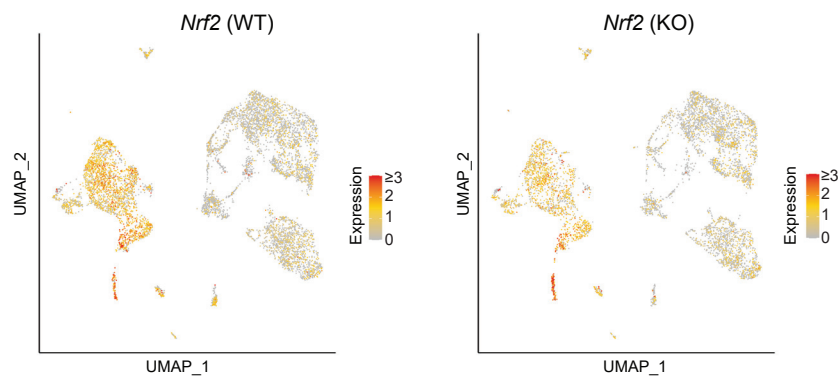 Nrf2 (WT)
UMAP_2
UMAP_1
Expression
≥3
2
1
0
Nrf2 (KO)
UMAP_2
UMAP_1
Expression
≥3
2
1
0